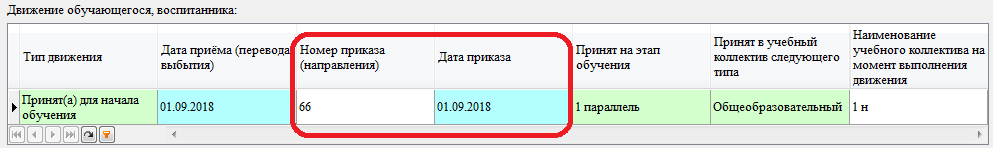 Движение обучающегося, воспитанника:
Тип движения
Дата приёма (перевода
выбытия)
Номер приказа
(направления)
Дата приказа
Принят на этап
обучения
Принят в учебный
коллектив следующего
типа
Наименование
учебного коллектива на
момент выполнения
движения
Принят(а) для начала
обучения
01.09.2018
66
01.09.2018
1 параллель
Общеобразовательный
1 н